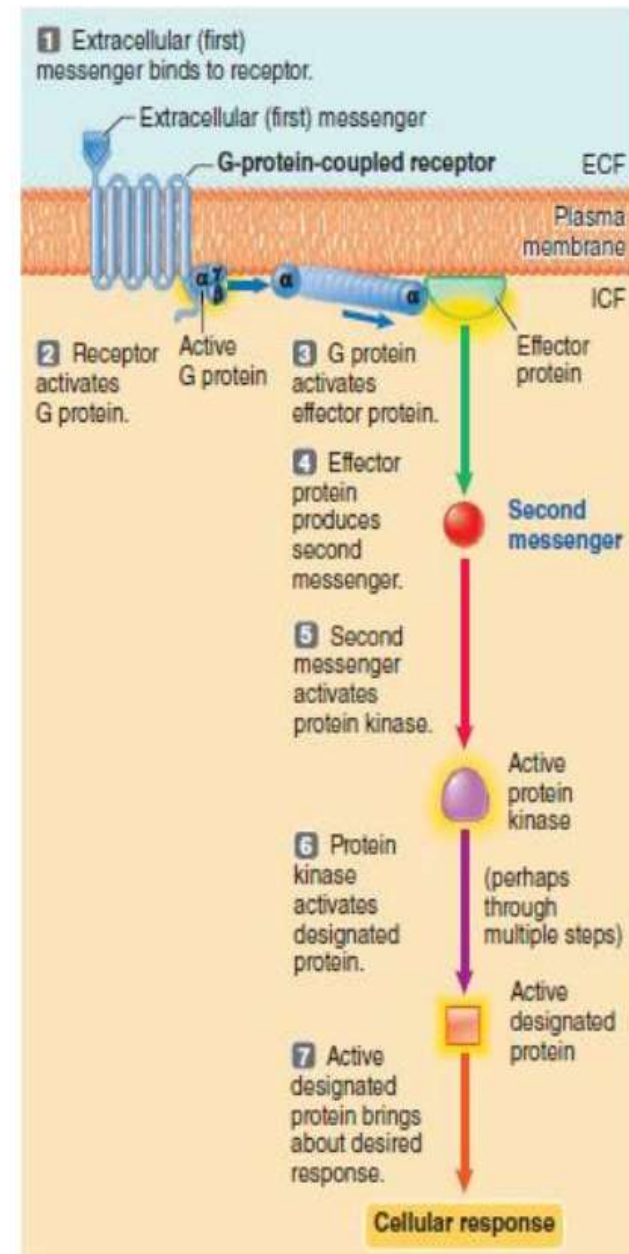 1 Extracellular (first)
messenger binds to receptor.
Extracellular (first) messenger
G-protein-coupled receptor
ECF
Plasma
membrane
α γ
β
α
α
ICF
2 Receptor
activates
G protein.
Active
G protein
3 G protein
activates
effector protein.
Effector
protein
4 Effector
protein
produces
second
messenger.
Second
messenger
5 Second
messenger
activates
protein kinase.
Active
protein
kinase
6 Protein
kinase
activates
designated
protein.
(perhaps
through
multiple steps)
Active
designated
protein
7 Active
designated
protein brings
about desired
response.
Cellular response